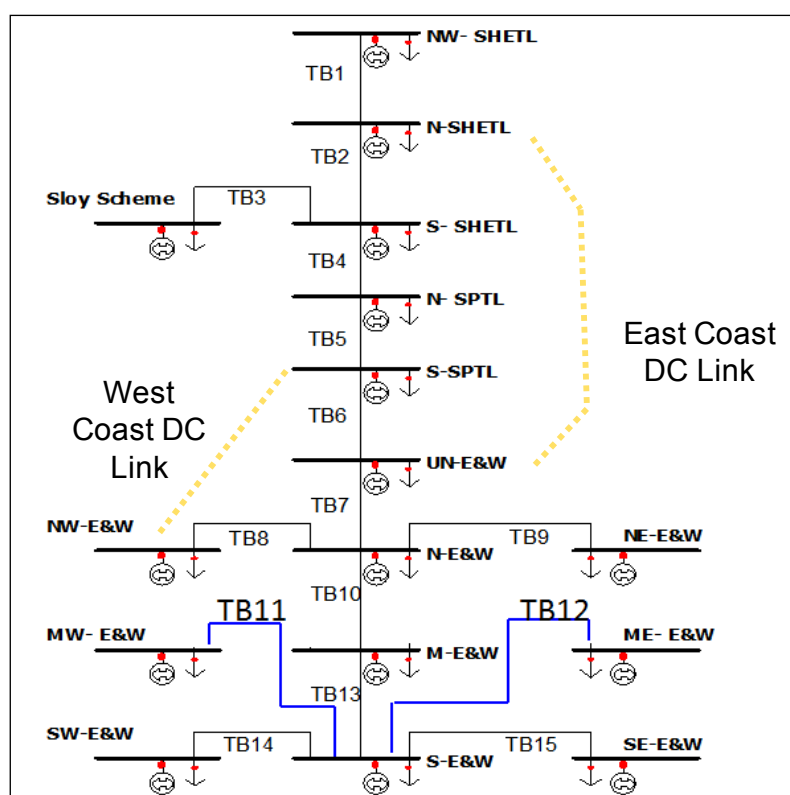 NW- SHETL
TB1
N-SHETL
TB2
Sloy Scheme
TB3
S- SHETL
TB4
N- SPTL
TB5
East Coast
DC Link
S-SPTL
West
Coast DC
Link
TB6
UN-E&W
TB7
NW-E&W
TB8
N-E&W
TB9
NE-E&W
TB10
TB11
TB12
MW- E&W
M-E&W
ME- E&W
TB13
SW-E&W
TB14
S-E&W
TB15
SE-E&W